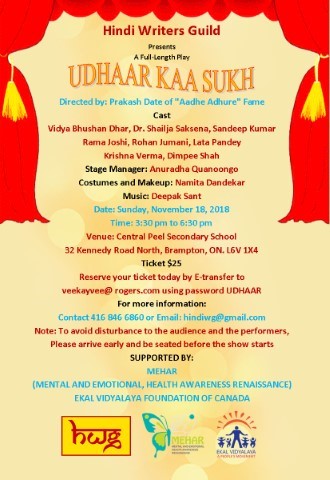 Hindi Writers Guild
Presents
A Full-Length Play
UDHAAR KAA SUKH
Directed by: Prakash Date of "Aadhe Adhure" Fame
Cast
Vidya Bhushan Dhar, Dr. Shailja Saksena, Sandeep Kumar
Rama Joshi, Rohan Jumani, Lata Pandey
Krishna Verma, Dimpee Shah
Stage Manager: Anuradha Quanoongo
Costumes and Makeup: Namita Dandekar
Music: Deepak Sant
Date: Sunday, November 18, 2018
Time: 3:30 pm to 6:30 pm
Venue: Central Peel Secondary School
32 Kennedy Road North, Brampton, ON. L6V 1X4
Ticket $25
Reserve your ticket today by E-transfer to
veekayvee@ rogers.com using password UDHAAR
For more information:
Contact 416 846 6860 or Email: hindiwg@gmail.com
Note: To avoid disturbance to the audience and the performers,
Please arrive early and be seated before the show starts
SUPPORTED BY:
MEHAR
(MENTAL AND EMOTIONAL, HEALTH AWARENESS RENAISSANCE)
EKAL VIDYALAYA FOUNDATION OF CANADA
hwg
MEHAR
EKAL VIDYALAYA